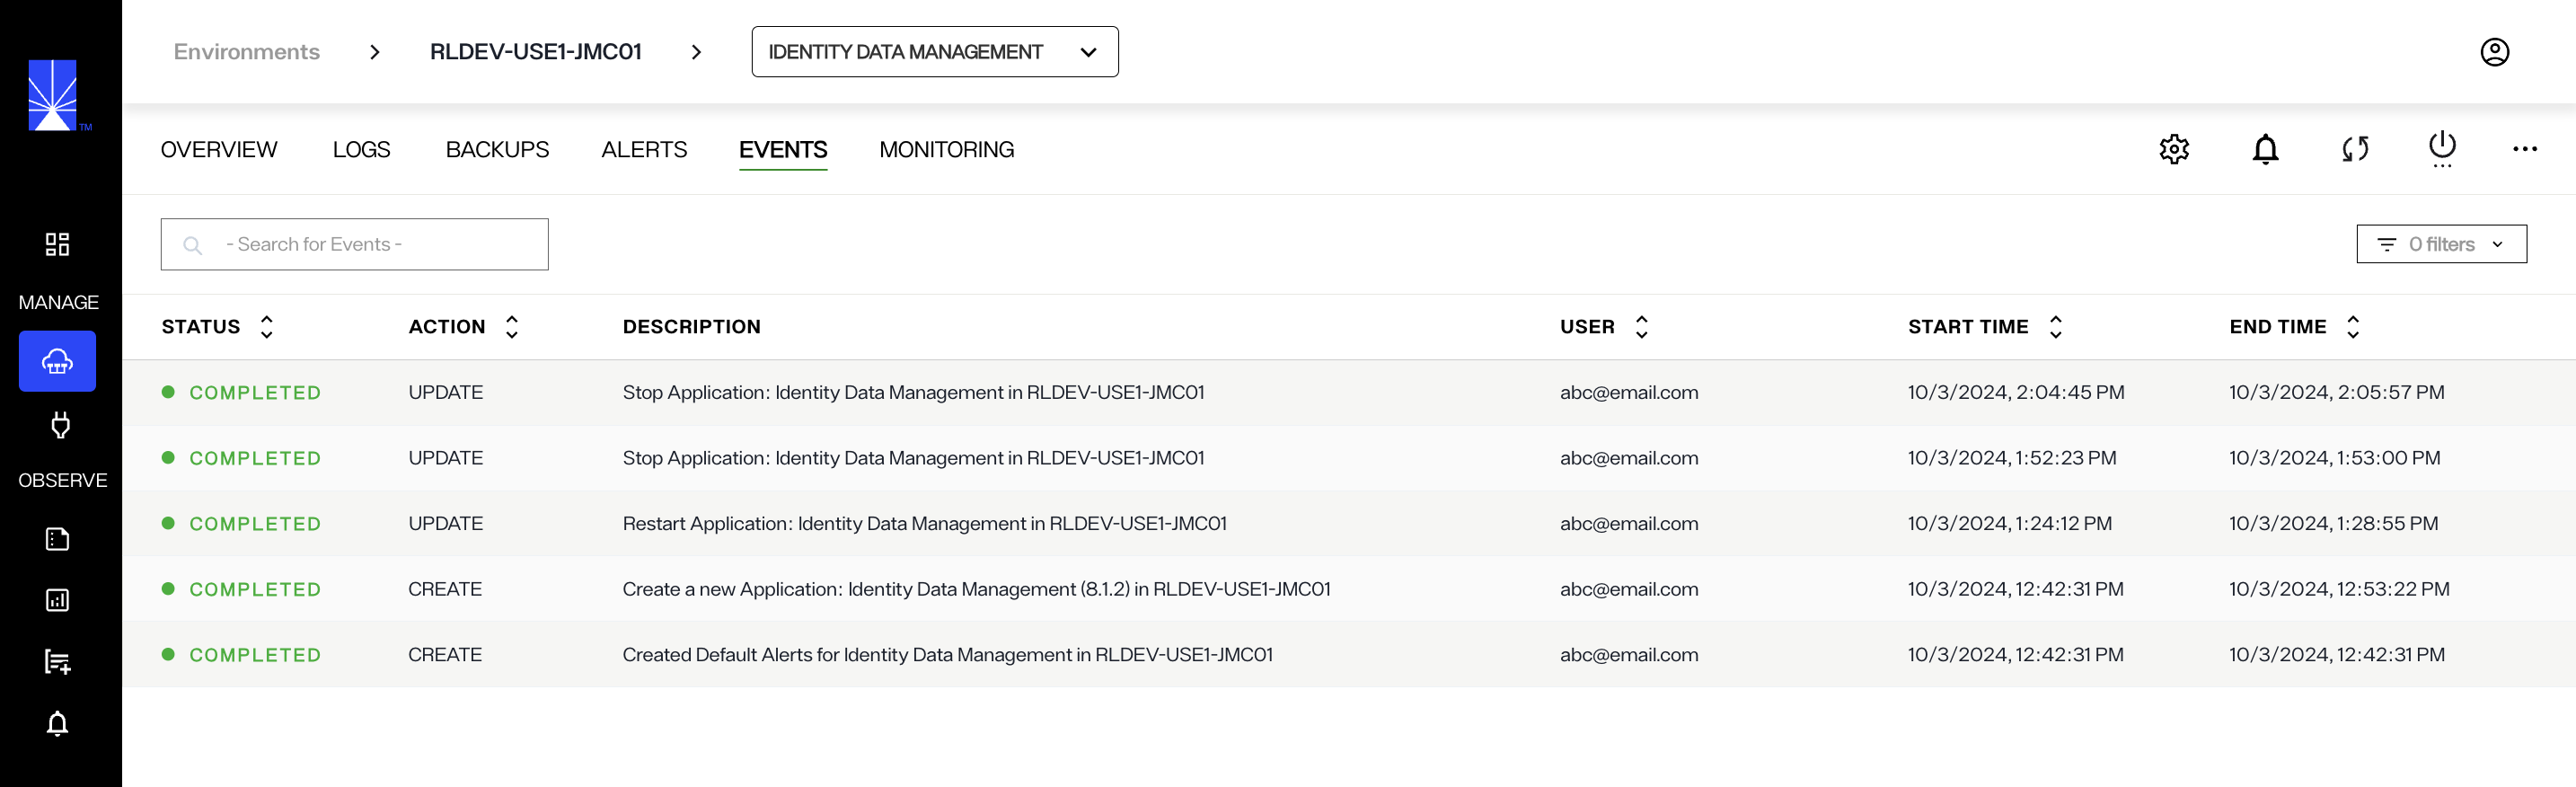 Environments > RLDEV-USE1-JMC01 > IDENTITY DATA MANAGEMENT
TM
OVERVIEW LOGS BACKUPS ALERTS EVENTS MONITORING
- Search for Events - 0 filters
MANAGE
OBSERVE
STATUS ACTION DESCRIPTION USER START TIME END TIME
COMPLETED UPDATE Stop Application: Identity Data Management in RLDEV-USE1-JMC01 abc@email.com 10/3/2024, 2:04:45 PM 10/3/2024, 2:05:57 PM
COMPLETED UPDATE Stop Application: Identity Data Management in RLDEV-USE1-JMC01 abc@email.com 10/3/2024, 1:52:23 PM 10/3/2024, 1:53:00 PM
COMPLETED UPDATE Restart Application: Identity Data Management in RLDEV-USE1-JMC01 abc@email.com 10/3/2024, 1:24:12 PM 10/3/2024, 1:28:55 PM
COMPLETED CREATE Create a new Application: Identity Data Management (8.1.2) in RLDEV-USE1-JMC01 abc@email.com 10/3/2024, 12:42:31 PM 10/3/2024, 12:53:22 PM
COMPLETED CREATE Created Default Alerts for Identity Data Management in RLDEV-USE1-JMC01 abc@email.com 10/3/2024, 12:42:31 PM 10/3/2024, 12:42:31 PM